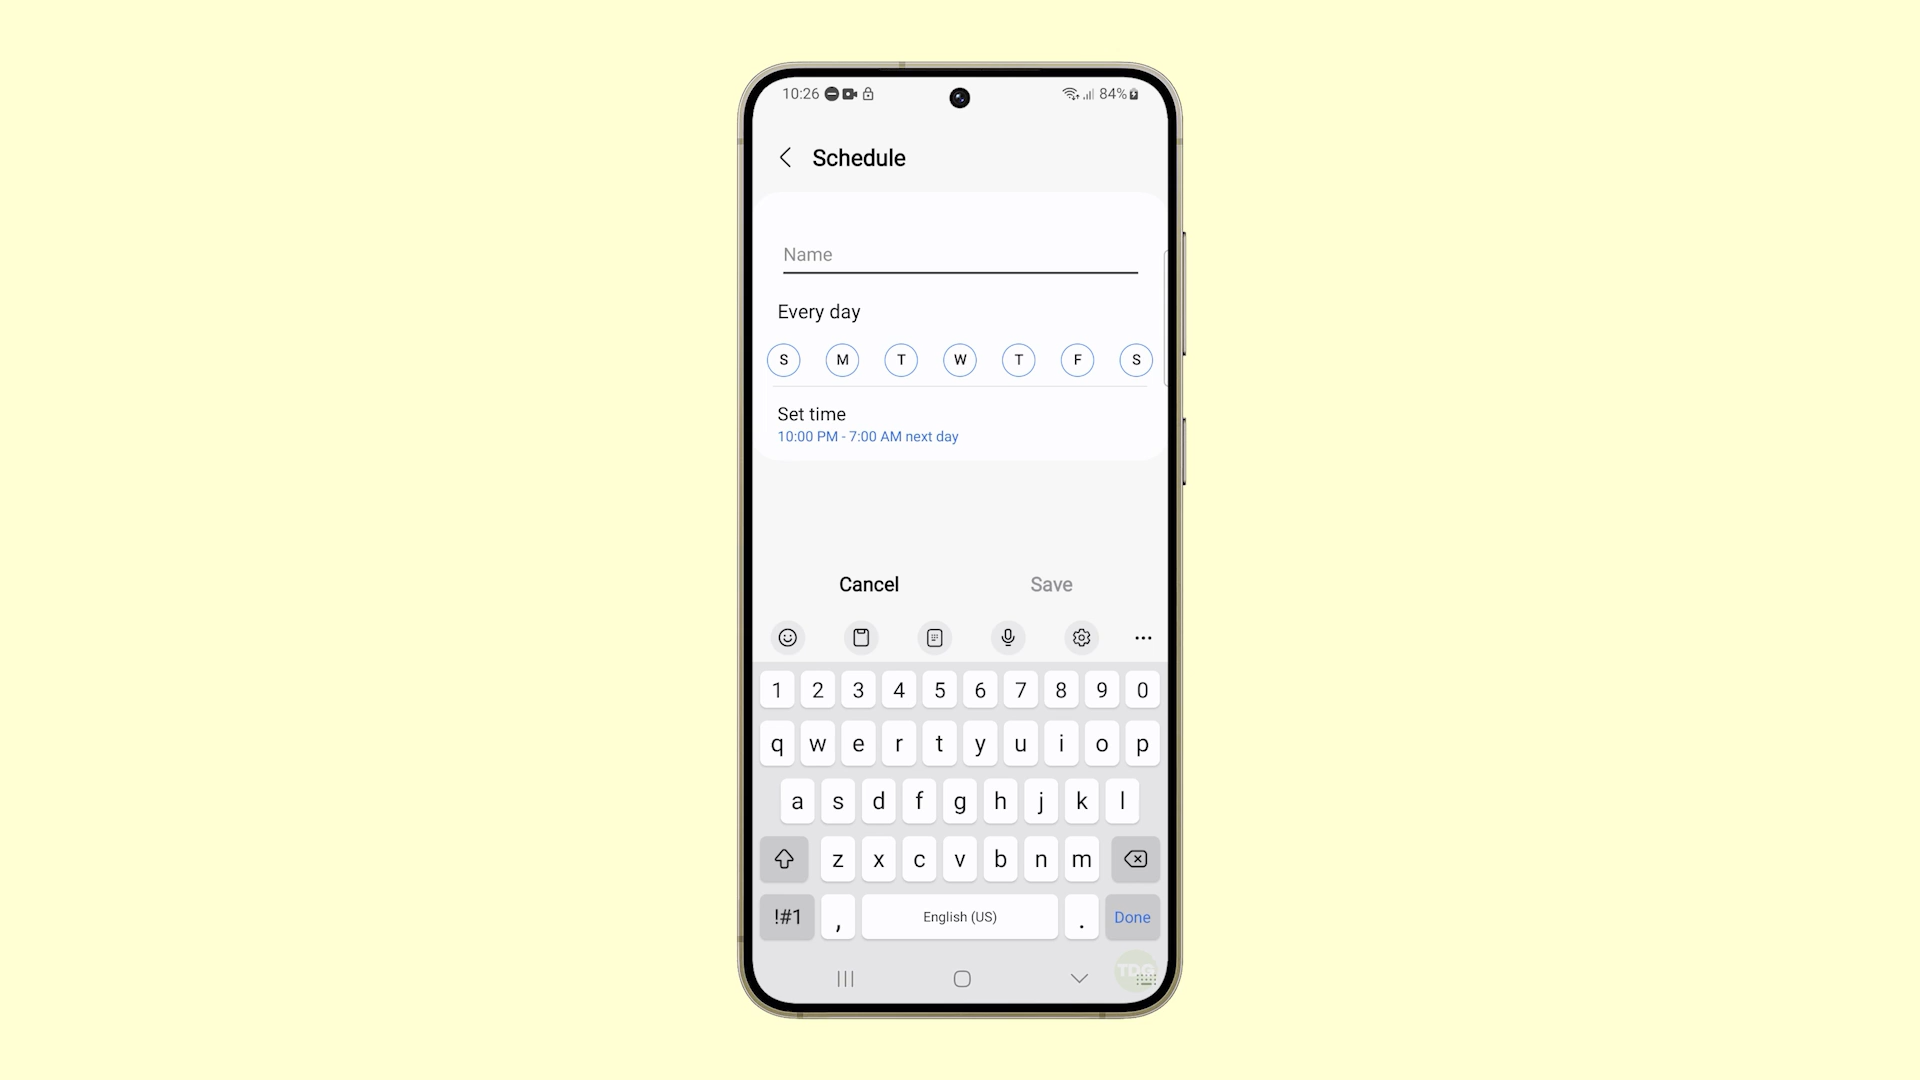 10:26 84%
Schedule
Name
Every day
S M T W T F S
Set time
10:00 PM - 7:00 AM next day
Cancel Save
1 2 3 4 5 6 7 8 9 0
q w e r t y u i o p
a s d f g h j k l
z x c v b n m
!#1 , English (US) . Done
TDG